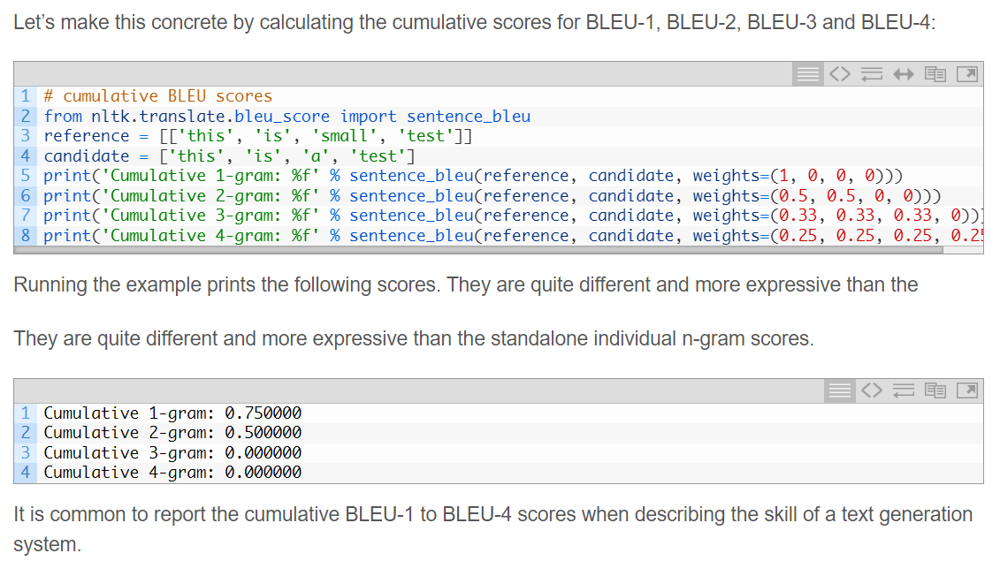 Let’s make this concrete by calculating the cumulative scores for BLEU-1, BLEU-2, BLEU-3 and BLEU-4:
1 # cumulative BLEU scores
2 from nltk.translate.bleu_score import sentence_bleu
3 reference = [['this', 'is', 'small', 'test']]
4 candidate = ['this', 'is', 'a', 'test']
5 print('Cumulative 1-gram: %f' % sentence_bleu(reference, candidate, weights=(1, 0, 0, 0)))
6 print('Cumulative 2-gram: %f' % sentence_bleu(reference, candidate, weights=(0.5, 0.5, 0, 0)))
7 print('Cumulative 3-gram: %f' % sentence_bleu(reference, candidate, weights=(0.33, 0.33, 0.33, 0)))
8 print('Cumulative 4-gram: %f' % sentence_bleu(reference, candidate, weights=(0.25, 0.25, 0.25, 0.25
Running the example prints the following scores. They are quite different and more expressive than the
They are quite different and more expressive than the standalone individual n-gram scores.
1 Cumulative 1-gram: 0.750000
2 Cumulative 2-gram: 0.500000
3 Cumulative 3-gram: 0.000000
4 Cumulative 4-gram: 0.000000
It is common to report the cumulative BLEU-1 to BLEU-4 scores when describing the skill of a text generation
system.